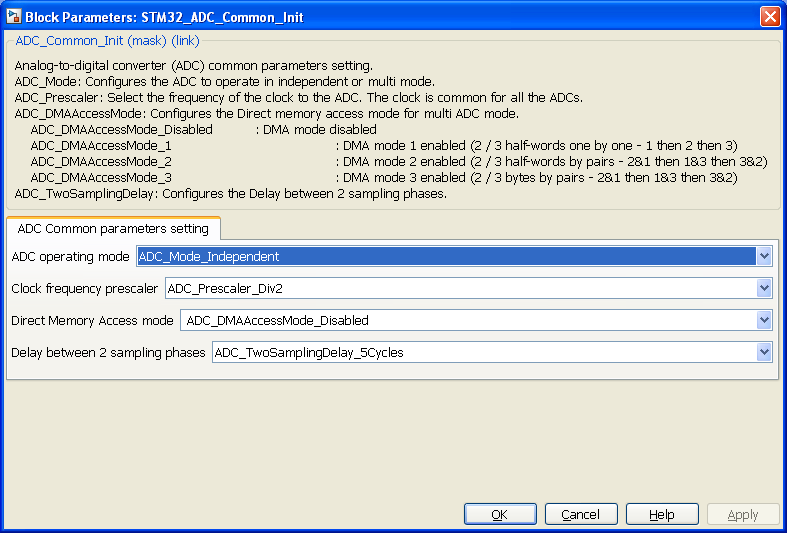 Block Parameters: STM32_ADC_Common_Init
ADC_Common_Init (mask) (link)
Analog-to-digital converter (ADC) common parameters setting.
ADC_Mode: Configures the ADC to operate in independent or multi mode.
ADC_Prescaler: Select the frequency of the clock to the ADC. The clock is common for all the ADCs.
ADC_DMAAccessMode: Configures the Direct memory access mode for multi ADC mode.
ADC_DMAAccessMode_Disabled : DMA mode disabled
ADC_DMAAccessMode_1 : DMA mode 1 enabled (2 / 3 half-words one by one - 1 then 2 then 3)
ADC_DMAAccessMode_2 : DMA mode 2 enabled (2 / 3 half-words by pairs - 2&1 then 1&3 then 3&2)
ADC_DMAAccessMode_3 : DMA mode 3 enabled (2 / 3 bytes by pairs - 2&1 then 1&3 then 3&2)
ADC_TwoSamplingDelay: Configures the Delay between 2 sampling phases.
ADC Common parameters setting
ADC operating mode ADC_Mode_Independent
Clock frequency prescaler ADC_Prescaler_Div2
Direct Memory Access mode ADC_DMAAccessMode_Disabled
Delay between 2 sampling phases ADC_TwoSamplingDelay_5Cycles
OK Cancel Help Apply